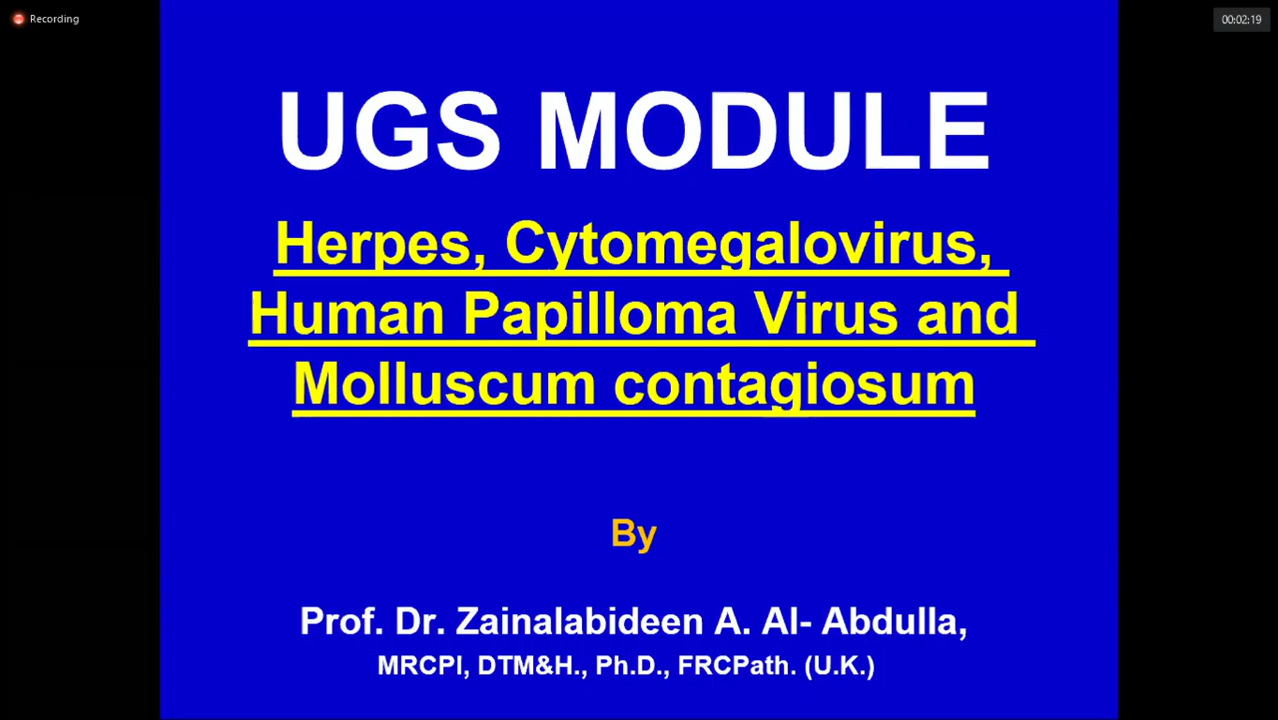 Recording
00:02:19
UGS MODULE
Herpes, Cytomegalovirus,
Human Papilloma Virus and
Molluscum contagiosum
By
Prof. Dr. Zainalabideen A. Al- Abdulla,
MRCPI, DTM&H., Ph.D., FRCPath. (U.K.)